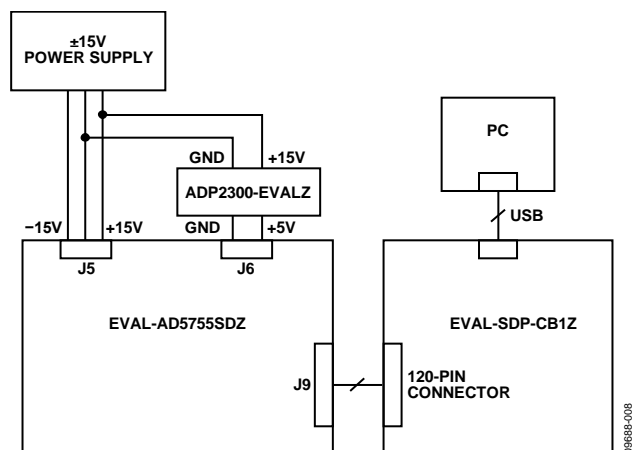 ±15V
POWER SUPPLY
PC
GND
+15V
ADP2300-EVALZ
USB
−15V
+15V
GND
+5V
J5
J6
EVAL-AD5755SDZ
EVAL-SDP-CB1Z
J9
120-PIN
CONNECTOR
09688-008